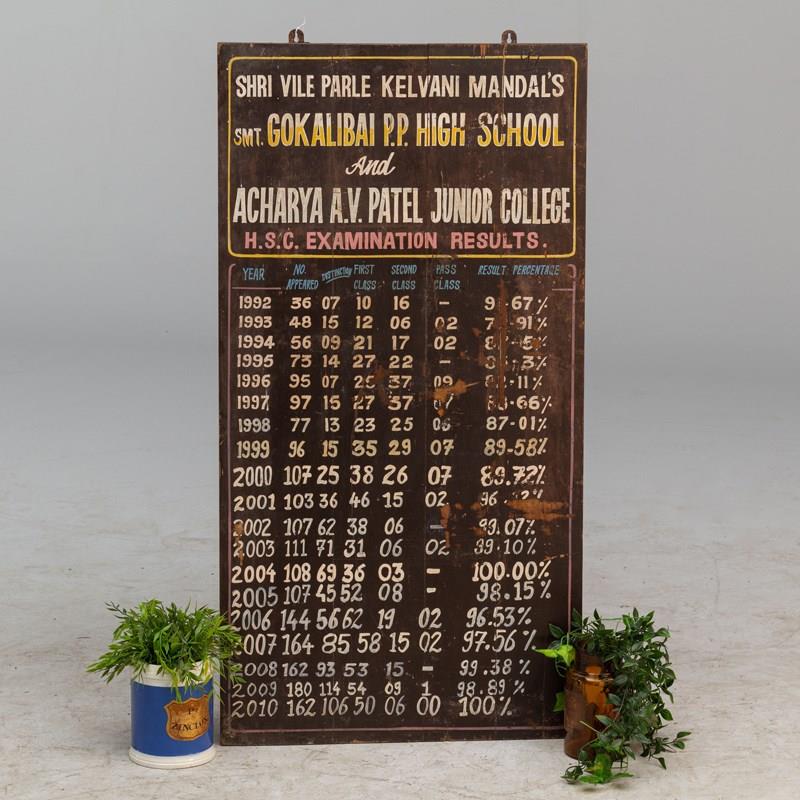 SHRI VILE PARLE KELVANI MANDAL'S
SMT. GOKALIBAI P.P. HIGH SCHOOL
And
ACHARYA A.V. PATEL JUNIOR COLLEGE
H.S.C. EXAMINATION RESULTS.
YEAR NO. APPEARED DISTINCTION FIRST CLASS SECOND CLASS PASS CLASS RESULT PERCENTAGE
1992 36 07 10 16 -
1993 48 15 12 06 02
1994 56 09 21 17 02
1995 73 14 27 22 -
1996 95 07 37 09
1997 97 15 27 37
1998 77 13 23 25 87.01%
1999 96 15 35 29 07 89.58%
2000 107 25 38 26 07 89.72%
2001 103 36 46 15 02
2002 107 62 38 06 - 99.07%
2003 111 71 31 06 02 99.10%
2004 108 69 36 03 - 100.00%
2005 107 45 52 08 - 98.15%
2006 144 56 62 19 02 96.53%
2007 164 85 58 15 02 97.56%
2008 162 93 53 15 - 99.38%
2009 180 114 54 09 1 98.89%
2010 162 106 50 06 00 100%